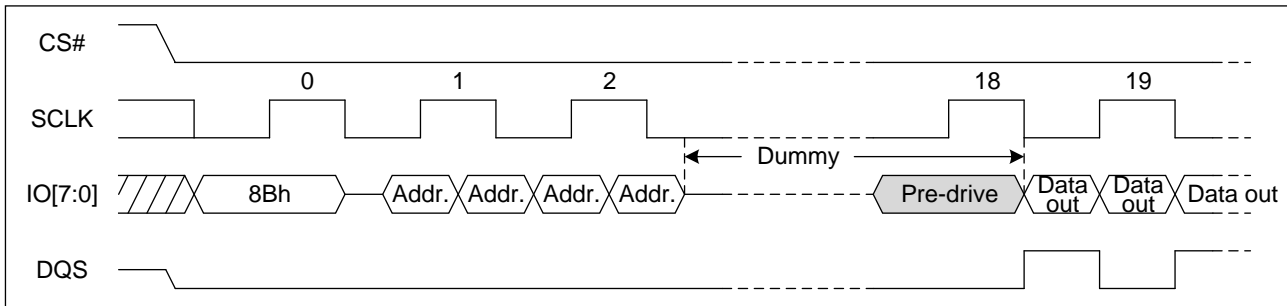 CS#
0 1 2 18 19
SCLK
Dummy
IO[7:0] 8Bh Addr. Addr. Addr. Addr. Pre-drive Data out Data out Data out
DQS